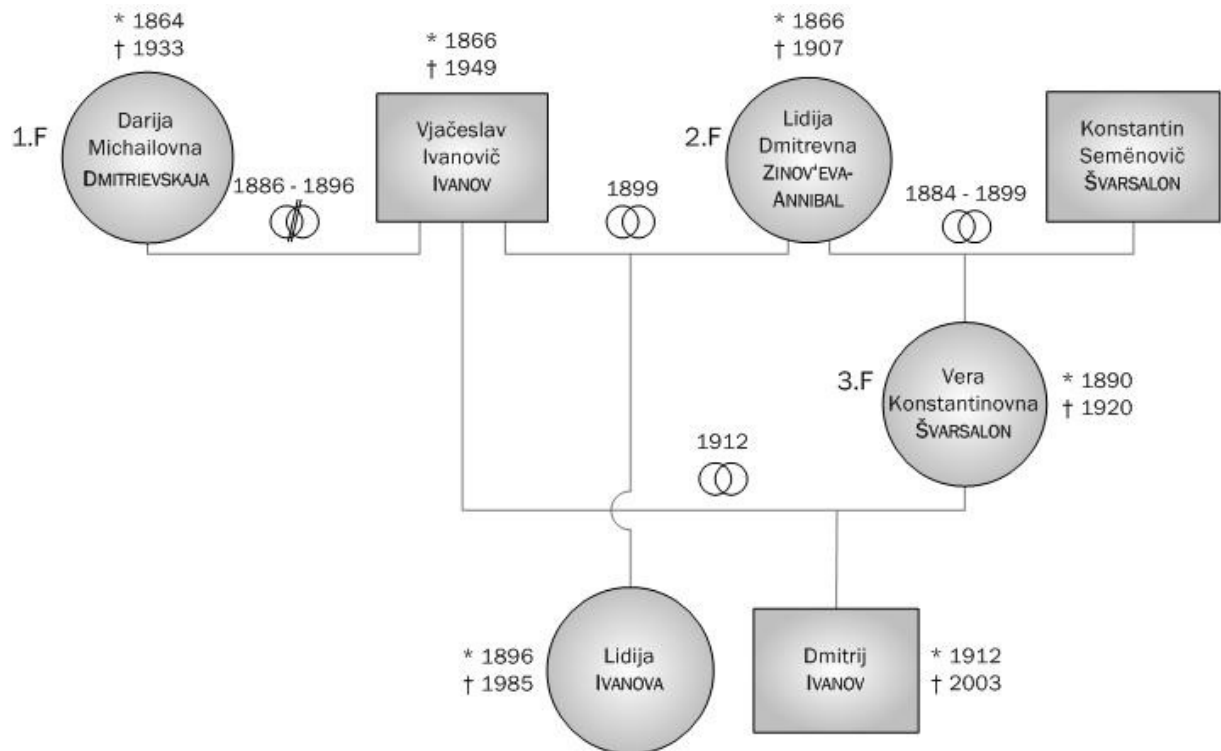 * 1864
† 1933
1.F
Darija
Michailovna
DMITRIEVSKAJA
1886 - 1896
* 1866
† 1949
Vjačeslav
Ivanovič
IVANOV
1899
* 1866
† 1907
2.F
Lidija
Dmitrevna
ZINOV'EVA-
ANNIBAL
1884 - 1899
Konstantin
Semënovič
ŠVARSALON
3.F
Vera
Konstantinovna
ŠVARSALON
* 1890
† 1920
1912
* 1896
† 1985
Lidija
IVANOVA
Dmitrij
IVANOV
* 1912
† 2003